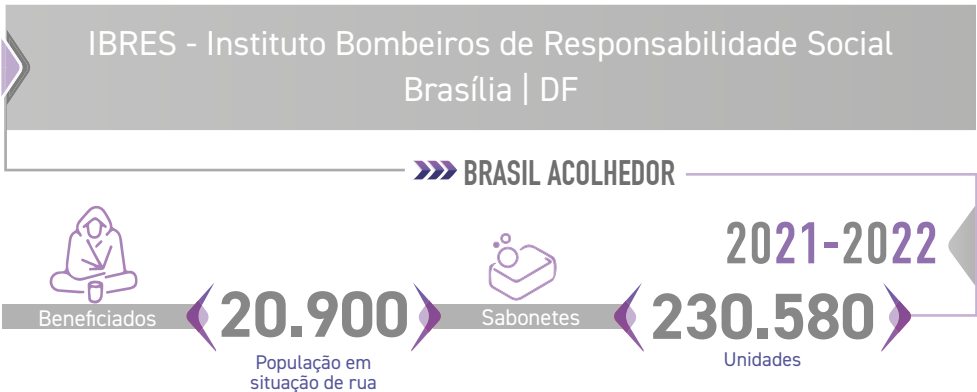 IBRES - Instituto Bombeiros de Responsabilidade Social
Brasília | DF
BRASIL ACOLHEDOR
2021-2022
Beneficiados
20.900
População em
situação de rua
Sabonetes
230.580
Unidades